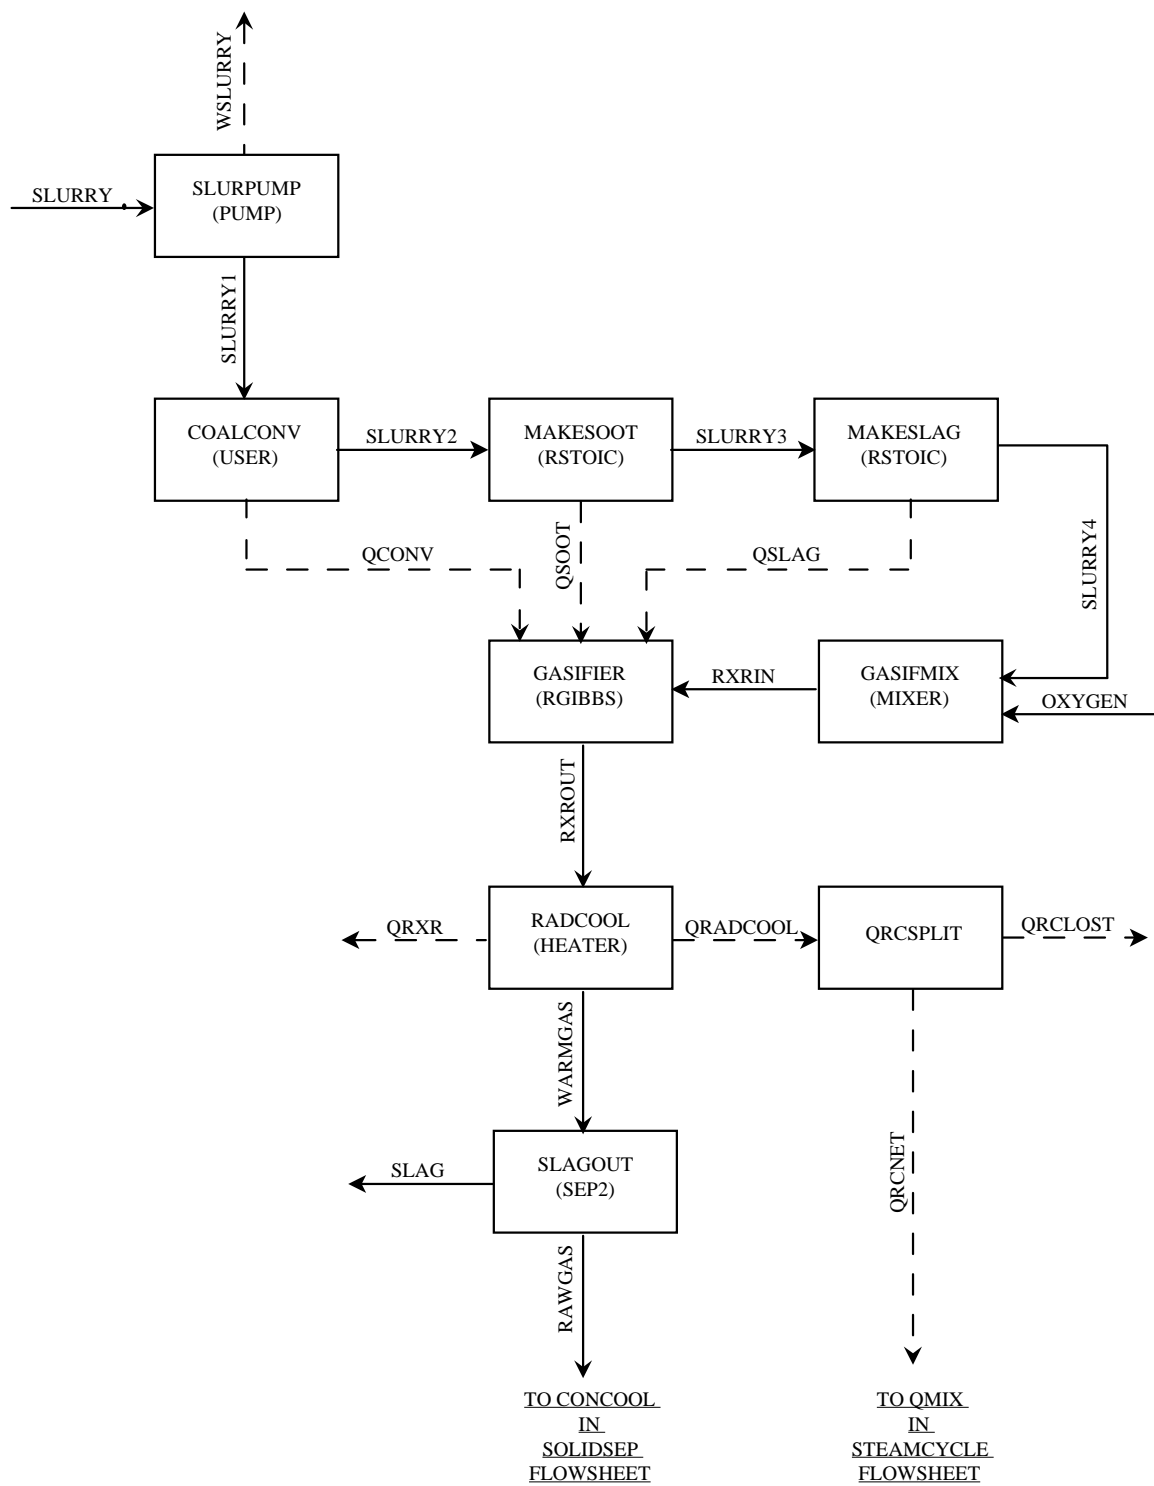 WSLURRY
SLURRY
SLURPUMP
(PUMP)
SLURRY1
COALCONV
(USER)
SLURRY2
MAKESOOT
(RSTOIC)
SLURRY3
MAKESLAG
(RSTOIC)
SLURRY4
QCONV
QSOOT
QSLAG
GASIFIER
(RGIBBS)
RXRIN
GASIFMIX
(MIXER)
OXYGEN
RXROUT
QRXR
RADCOOL
(HEATER)
QRADCOOL
QRCSPLIT
QRCLOST
WARMGAS
SLAG
SLAGOUT
(SEP2)
QRCNET
RAWGAS
TO CONCOOL
IN
SOLIDSEP
FLOWSHEET
TO QMIX
IN
STEAMCYCLE
FLOWSHEET